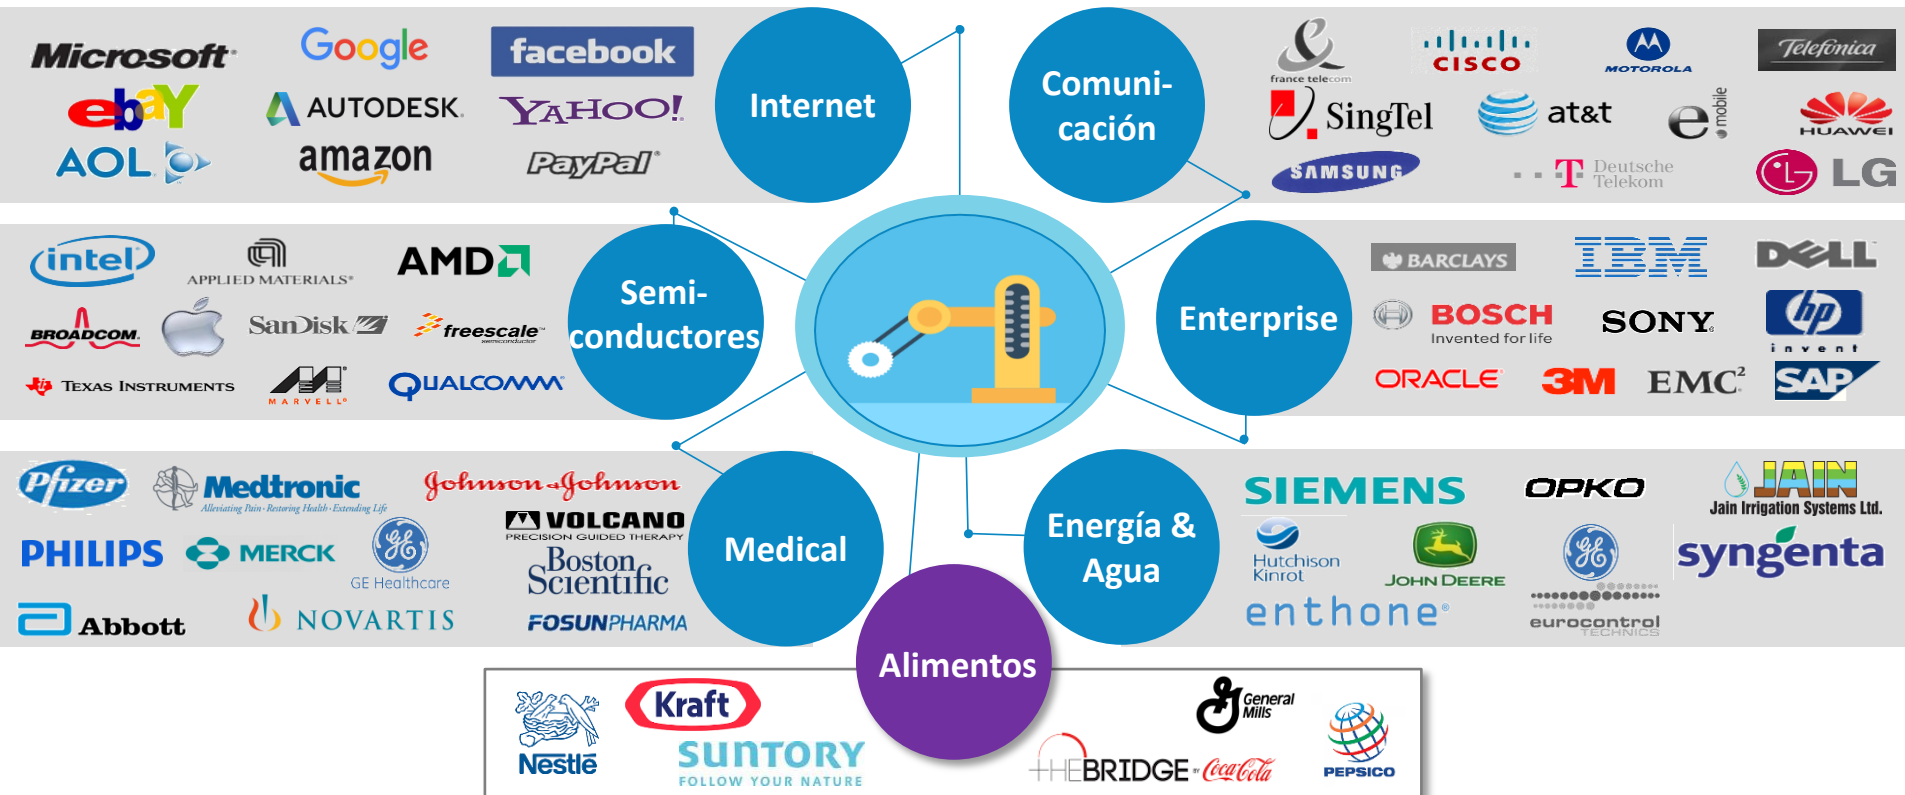 Microsoft
Google
facebook
ebay
AUTODESK.
YAHOO!
AOL
amazon
PayPal
Internet
Comuni-
cación
france telecom
CISCO
MOTOROLA
Telefónica
SingTel
at&t
e mobile
HUAWEI
SAMSUNG
T Deutsche
Telekom
LG
intel
APPLIED MATERIALS®
AMD
BROADCOM.
SanDisk
freescale™
semiconductor
TEXAS INSTRUMENTS
MARVELL®
QUALCOMM®
Semi-
conductores
Enterprise
BARCLAYS
IBM
DELL
BOSCH
Invented for life
SONY
hp
invent
ORACLE®
3M
EMC²
SAP
Pfizer
Medtronic
Alleviating Pain · Restoring Health · Extending Life
Johnson & Johnson
PHILIPS
MERCK
GE
GE Healthcare
VOLCANO
PRECISION GUIDED THERAPY
Boston
Scientific
Abbott
NOVARTIS
FOSUNPHARMA
Medical
Energía &
Agua
SIEMENS
OPKO
JAIN
Jain Irrigation Systems Ltd.
Hutchison
Kinrot
JOHN DEERE
GE
syngenta
enthone®
eurocontrol
TECHNICS
Alimentos
Nestlé
Kraft
SUNTORY
FOLLOW YOUR NATURE
General
Mills
THEBRIDGE BY Coca-Cola
PEPSICO